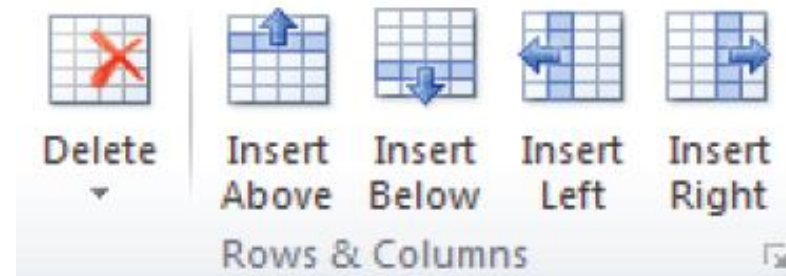 Delete
Insert Above
Insert Below
Insert Left
Insert Right
Rows & Columns